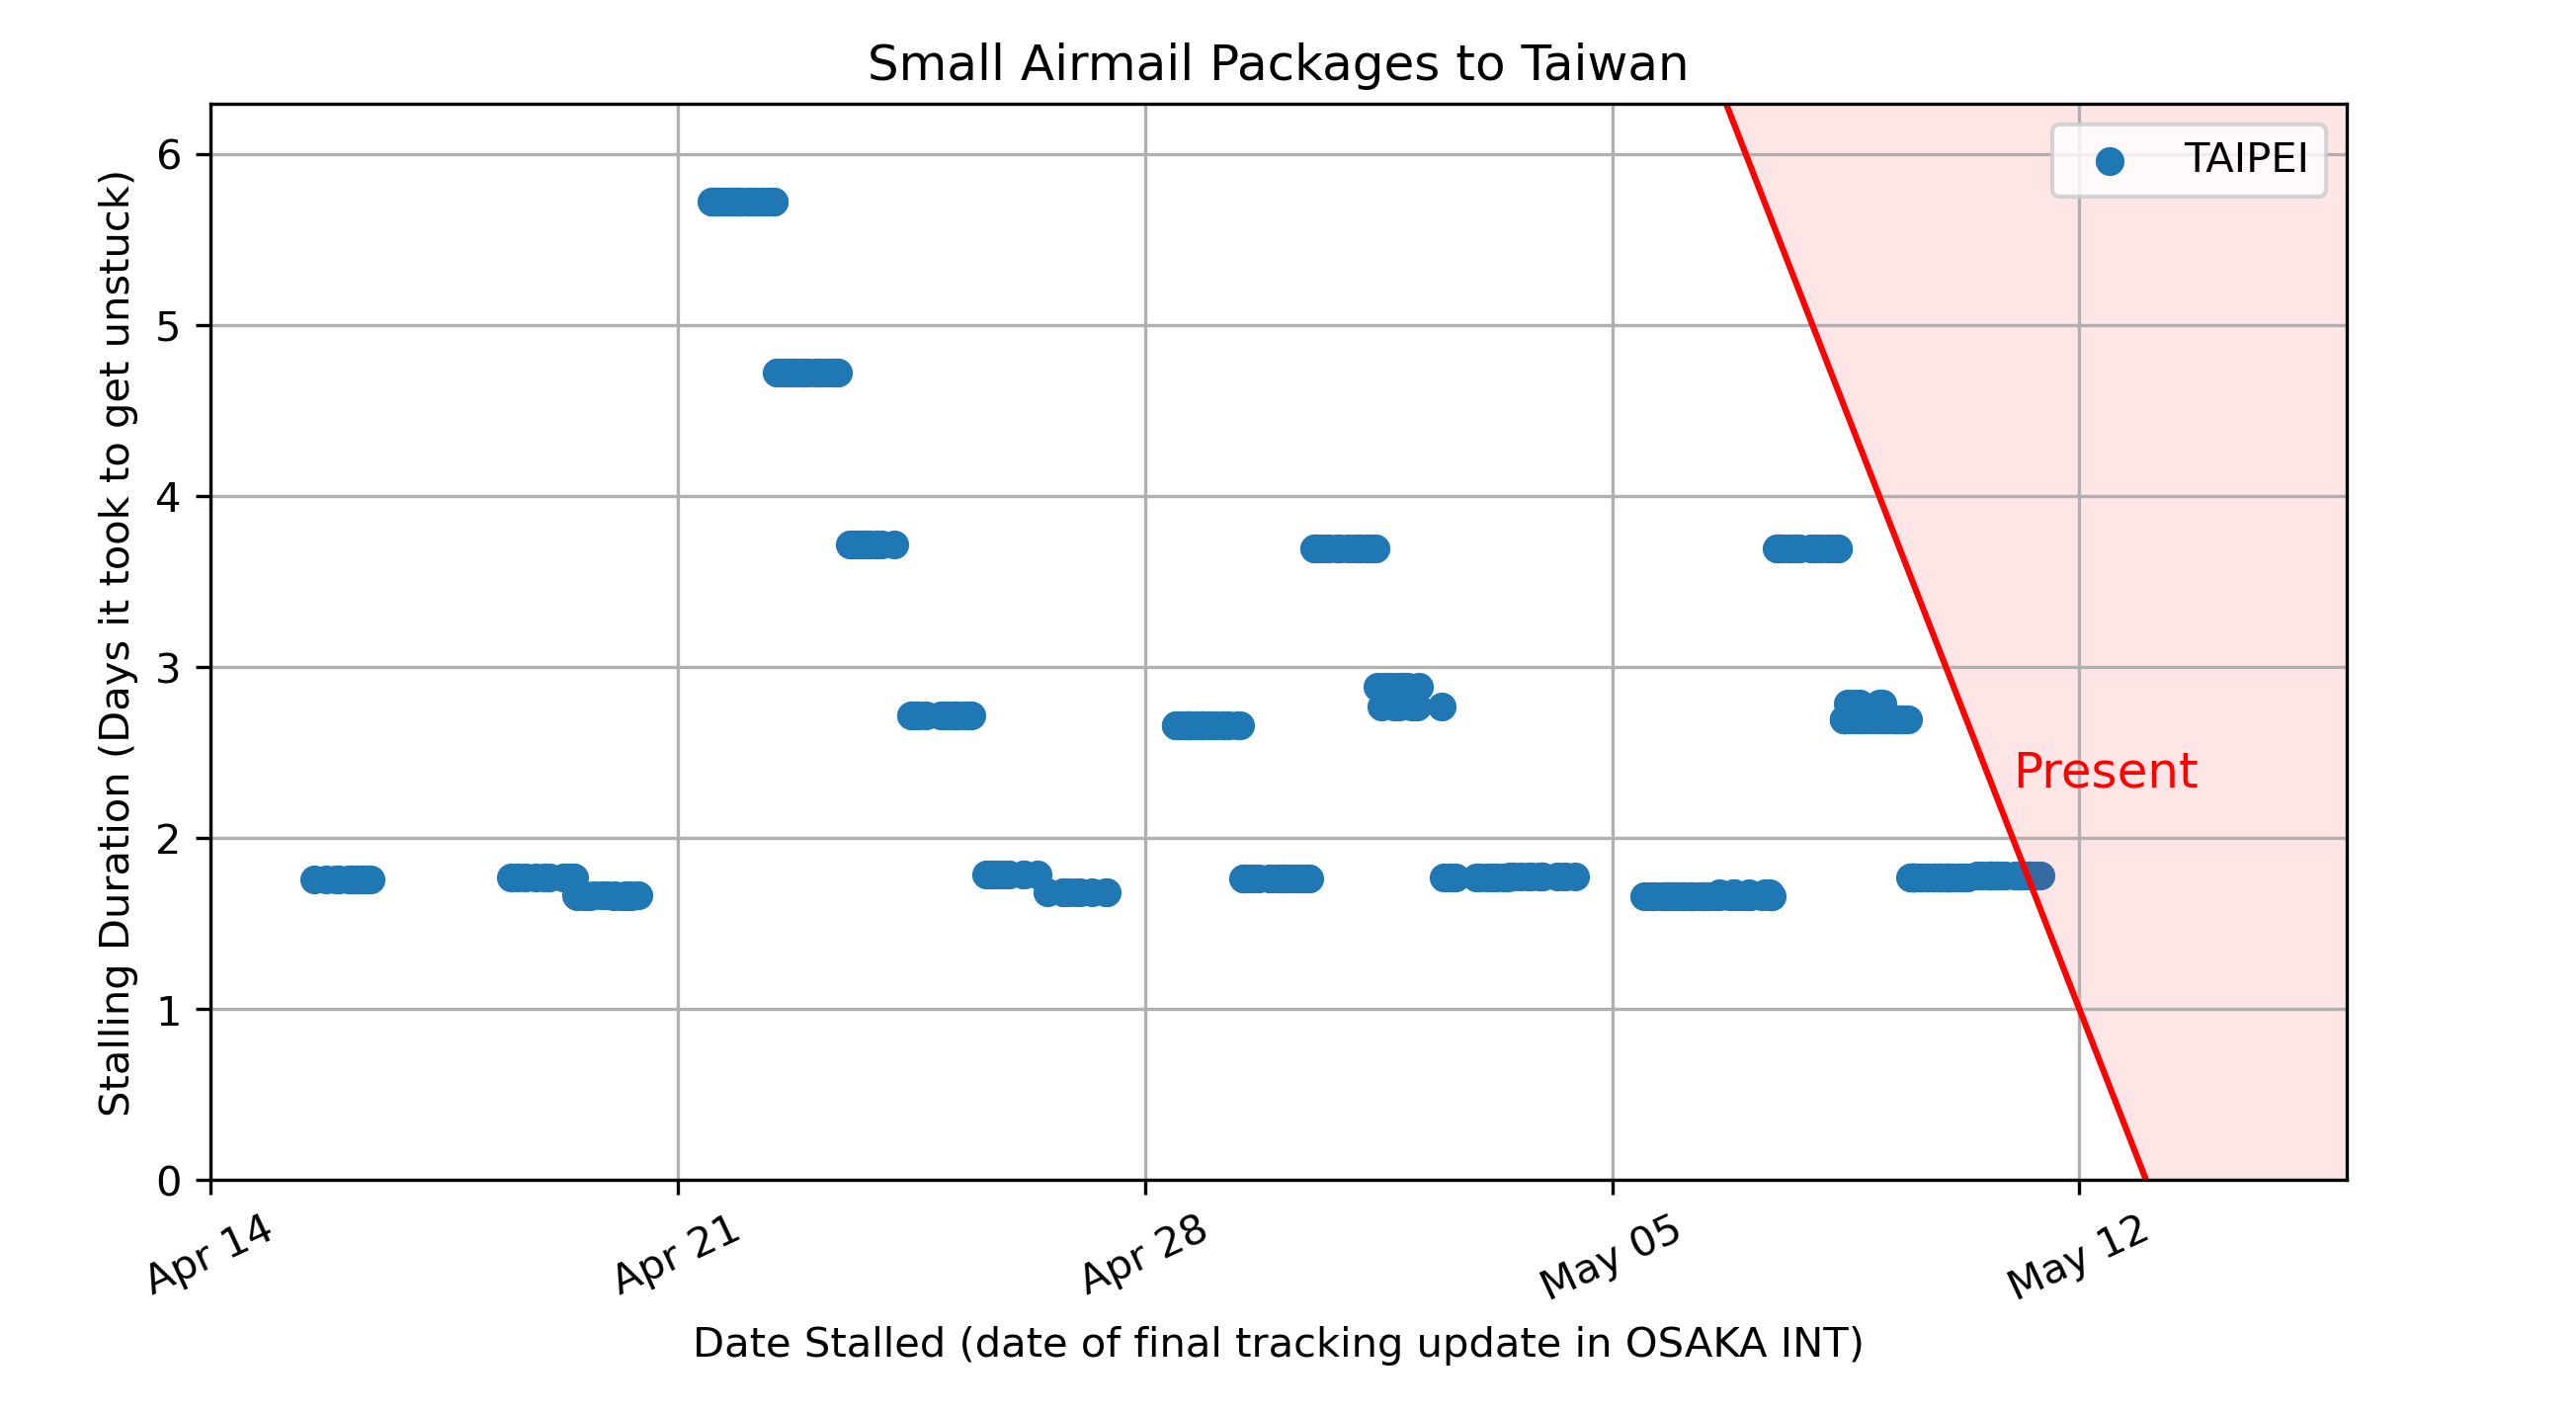 Small Airmail Packages to Taiwan
TAIPEI
Present
Stalling Duration (Days it took to get unstuck)
6
5
4
3
2
1
0
Apr 14
Apr 21
Apr 28
May 05
May 12
Date Stalled (date of final tracking update in OSAKA INT)